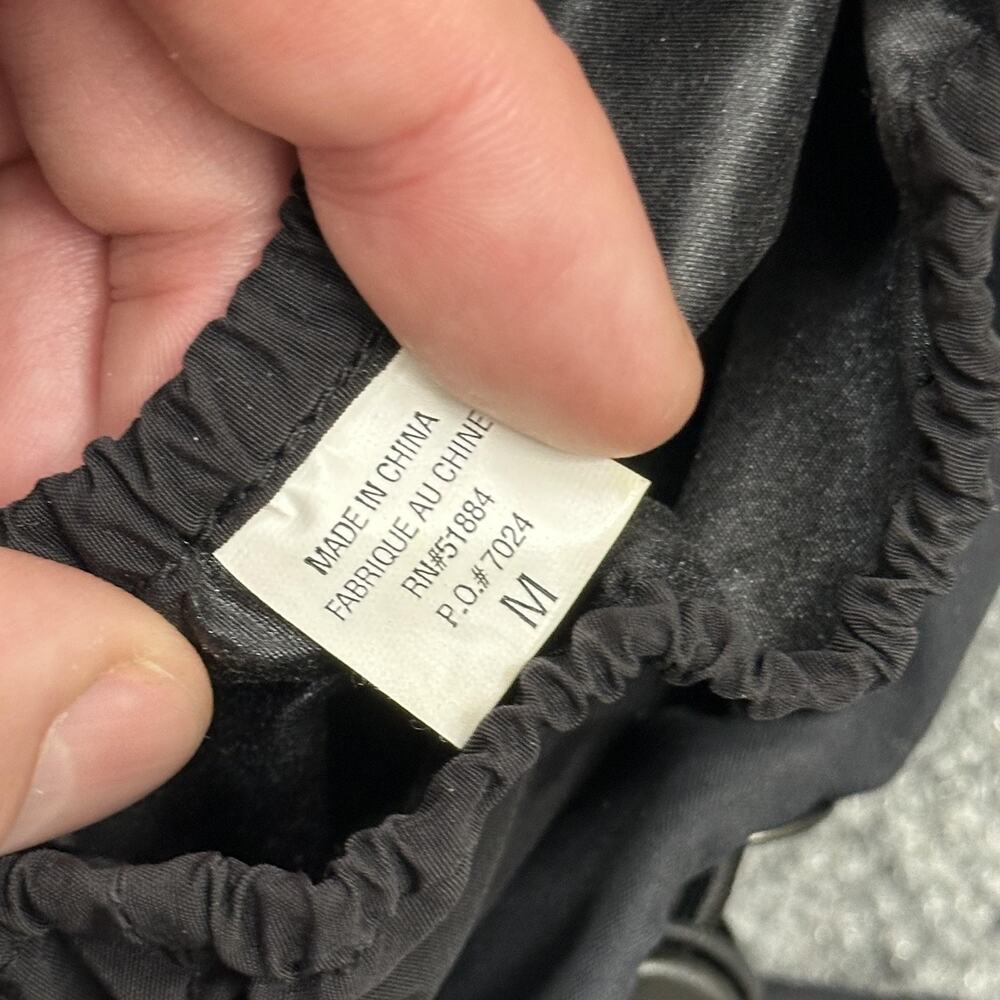 MADE IN CHINA
FABRIQUE AU CHINE
RN#51884
P.O.# 7024
M